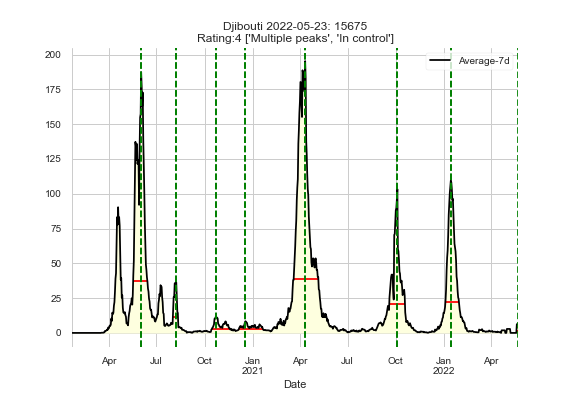 Djibouti 2022-05-23: 15675
Rating:4 ['Multiple peaks', 'In control']
Average-7d
200
175
150
125
100
75
50
25
0
Apr Jul Oct Jan Apr Jul Oct Jan Apr
2021 2022
Date